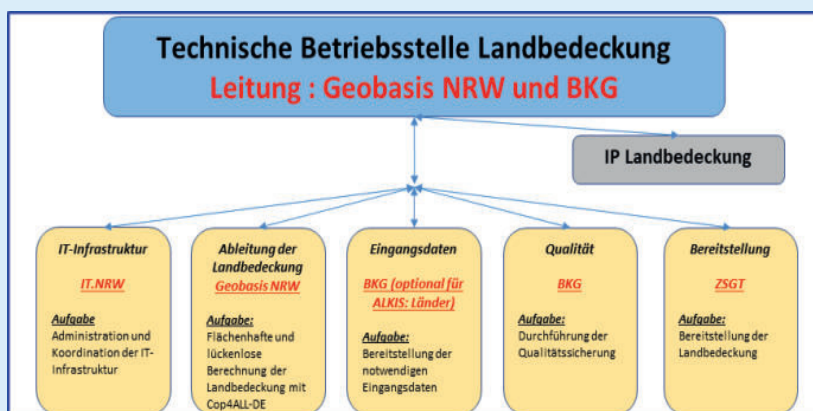 Technische Betriebsstelle Landbedeckung
Leitung : Geobasis NRW und BKG
IP Landbedeckung
IT-Infrastruktur
IT.NRW
Aufgabe
Administration und
Koordination der IT-
Infrastruktur
Ableitung der
Landbedeckung
Geobasis NRW
Aufgabe:
Flächenhafte und
lückenlose
Berechnung der
Landbedeckung mit
Cop4ALL-DE
Eingangsdaten
BKG (optional für
ALKIS: Länder)
Aufgabe:
Bereitstellung der
notwendigen
Eingangsdaten
Qualität
BKG
Aufgabe:
Durchführung der
Qualitätssicherung
Bereitstellung
ZSGT
Aufgabe:
Bereitstellung der
Landbedeckung